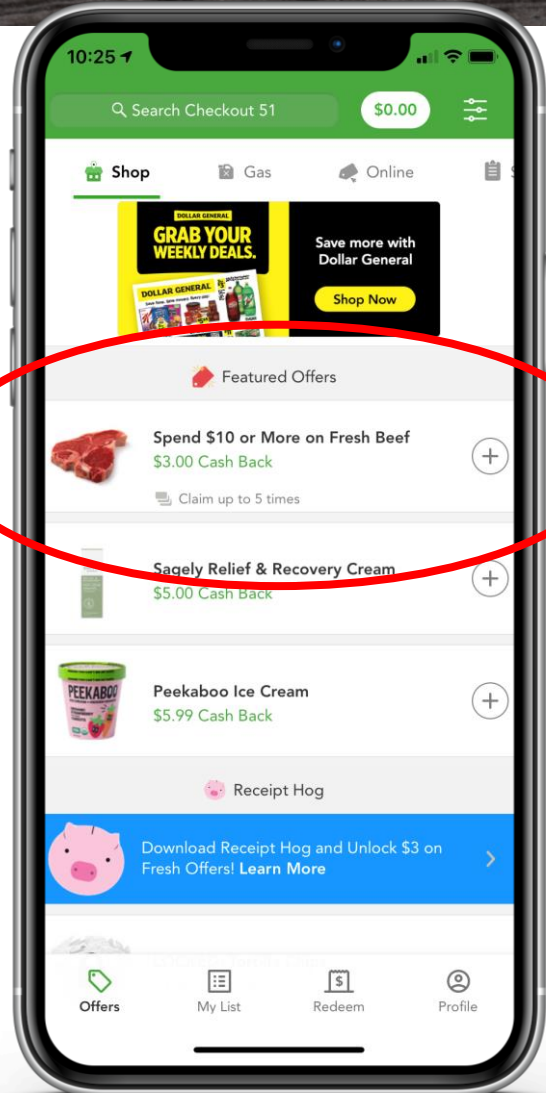 10:25
Search Checkout 51
$0.00
Shop
Gas
Online
DOLLAR GENERAL
GRAB YOUR
WEEKLY DEALS.
DOLLAR GENERAL
Save more with
Dollar General
Shop Now
Featured Offers
Spend $10 or More on Fresh Beef
$3.00 Cash Back
Claim up to 5 times
Sagely Relief & Recovery Cream
$5.00 Cash Back
PEEKABOO
Peekaboo Ice Cream
$5.99 Cash Back
Receipt Hog
Download Receipt Hog and Unlock $3 on
Fresh Offers! Learn More
Offers
My List
Redeem
Profile